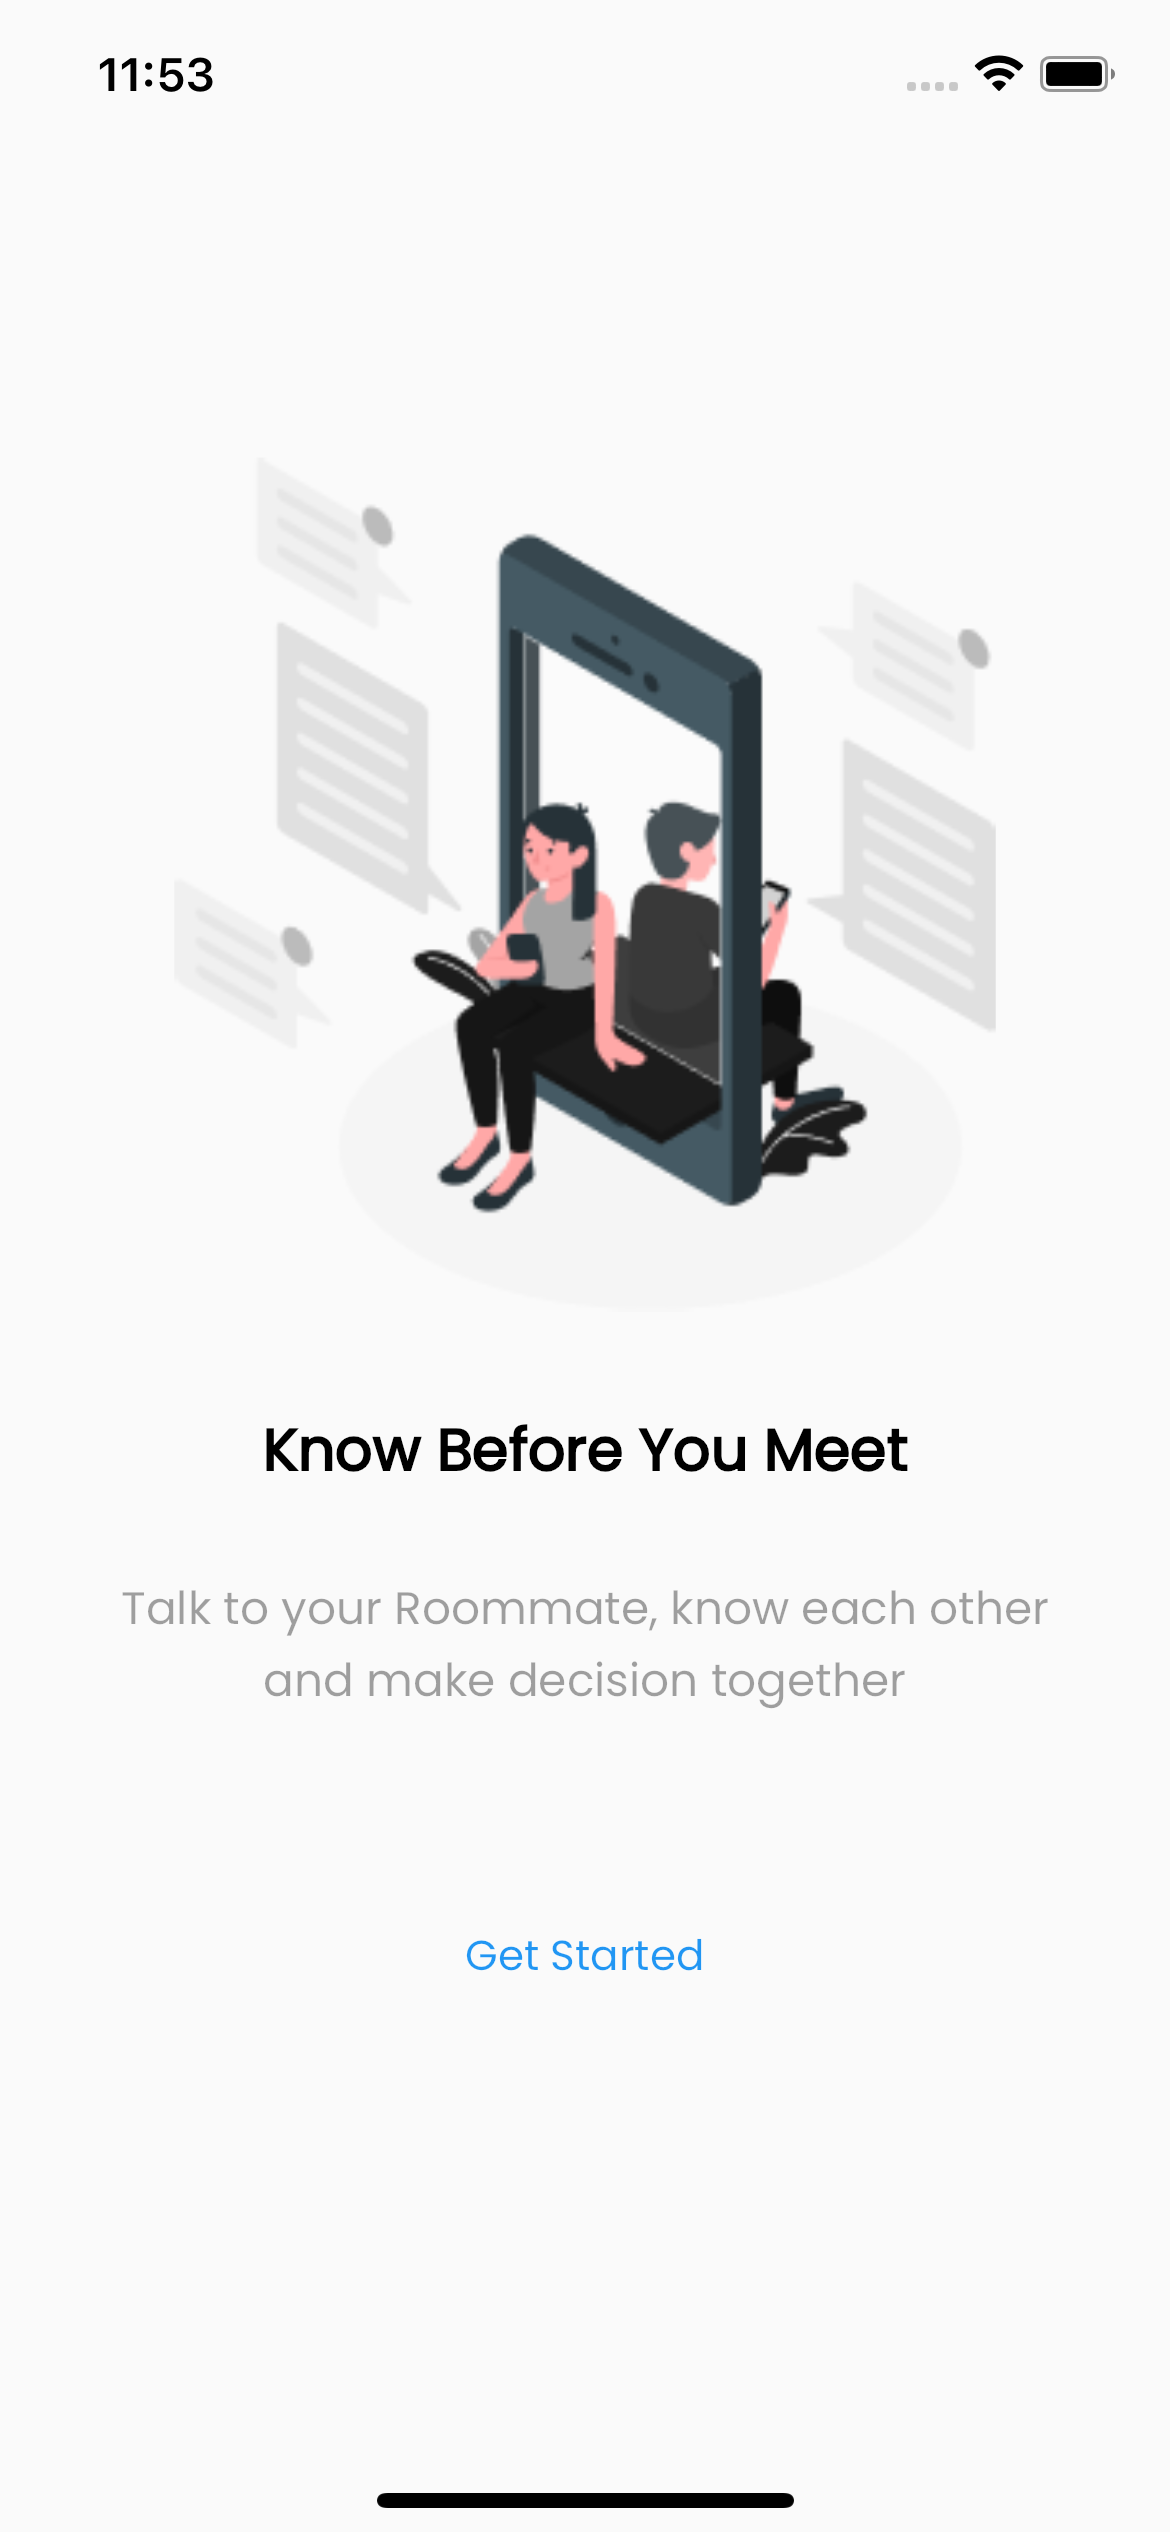 11:53
Know Before You Meet
Talk to your Roommate, know each other
and make decision together
Get Started